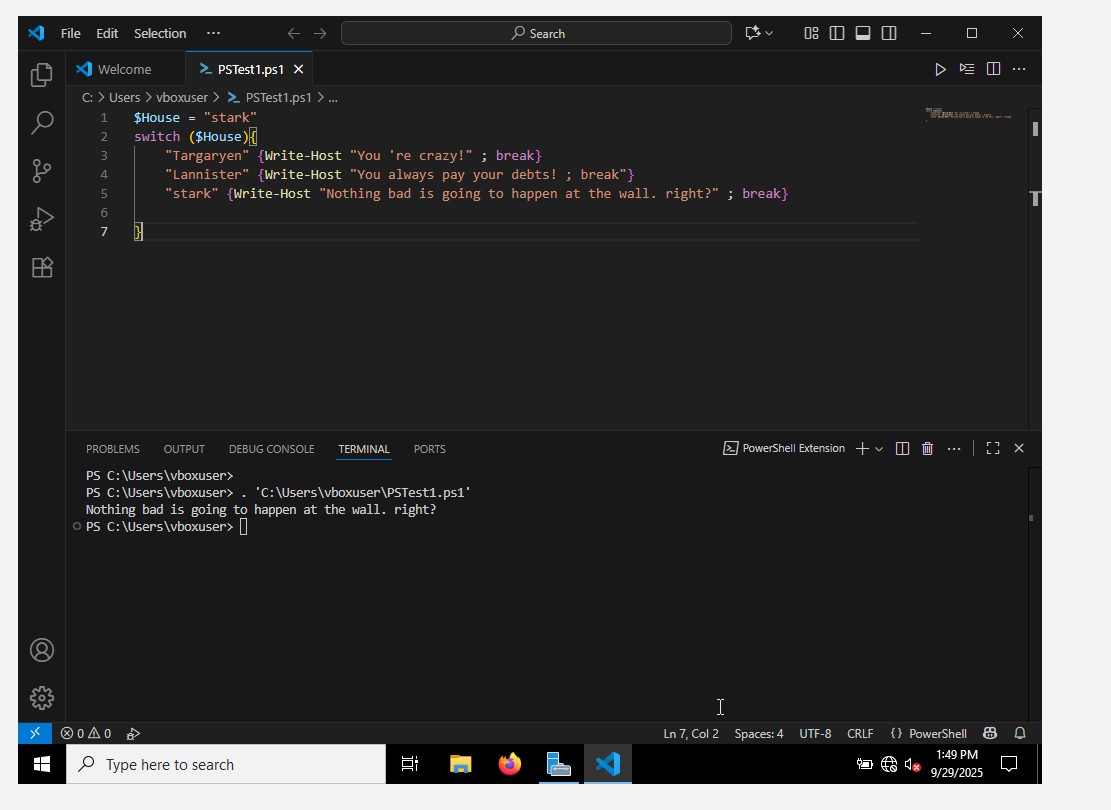 File Edit Selection ··· Search
Welcome PSTest1.ps1
C: > Users > vboxuser > PSTest1.ps1 > ...
1 $House = "stark"
2 switch ($House){
3 "Targaryen" {Write-Host "You 're crazy!" ; break}
4 "Lannister" {Write-Host "You always pay your debts! ; break"}
5 "stark" {Write-Host "Nothing bad is going to happen at the wall. right?" ; break}
6
7 }
PROBLEMS OUTPUT DEBUG CONSOLE TERMINAL PORTS PowerShell Extension
PS C:\Users\vboxuser>
PS C:\Users\vboxuser> . 'C:\Users\vboxuser\PSTest1.ps1'
Nothing bad is going to happen at the wall. right?
PS C:\Users\vboxuser>
0 0 Ln 7, Col 2 Spaces: 4 UTF-8 CRLF {} PowerShell
Type here to search
1:49 PM
9/29/2025